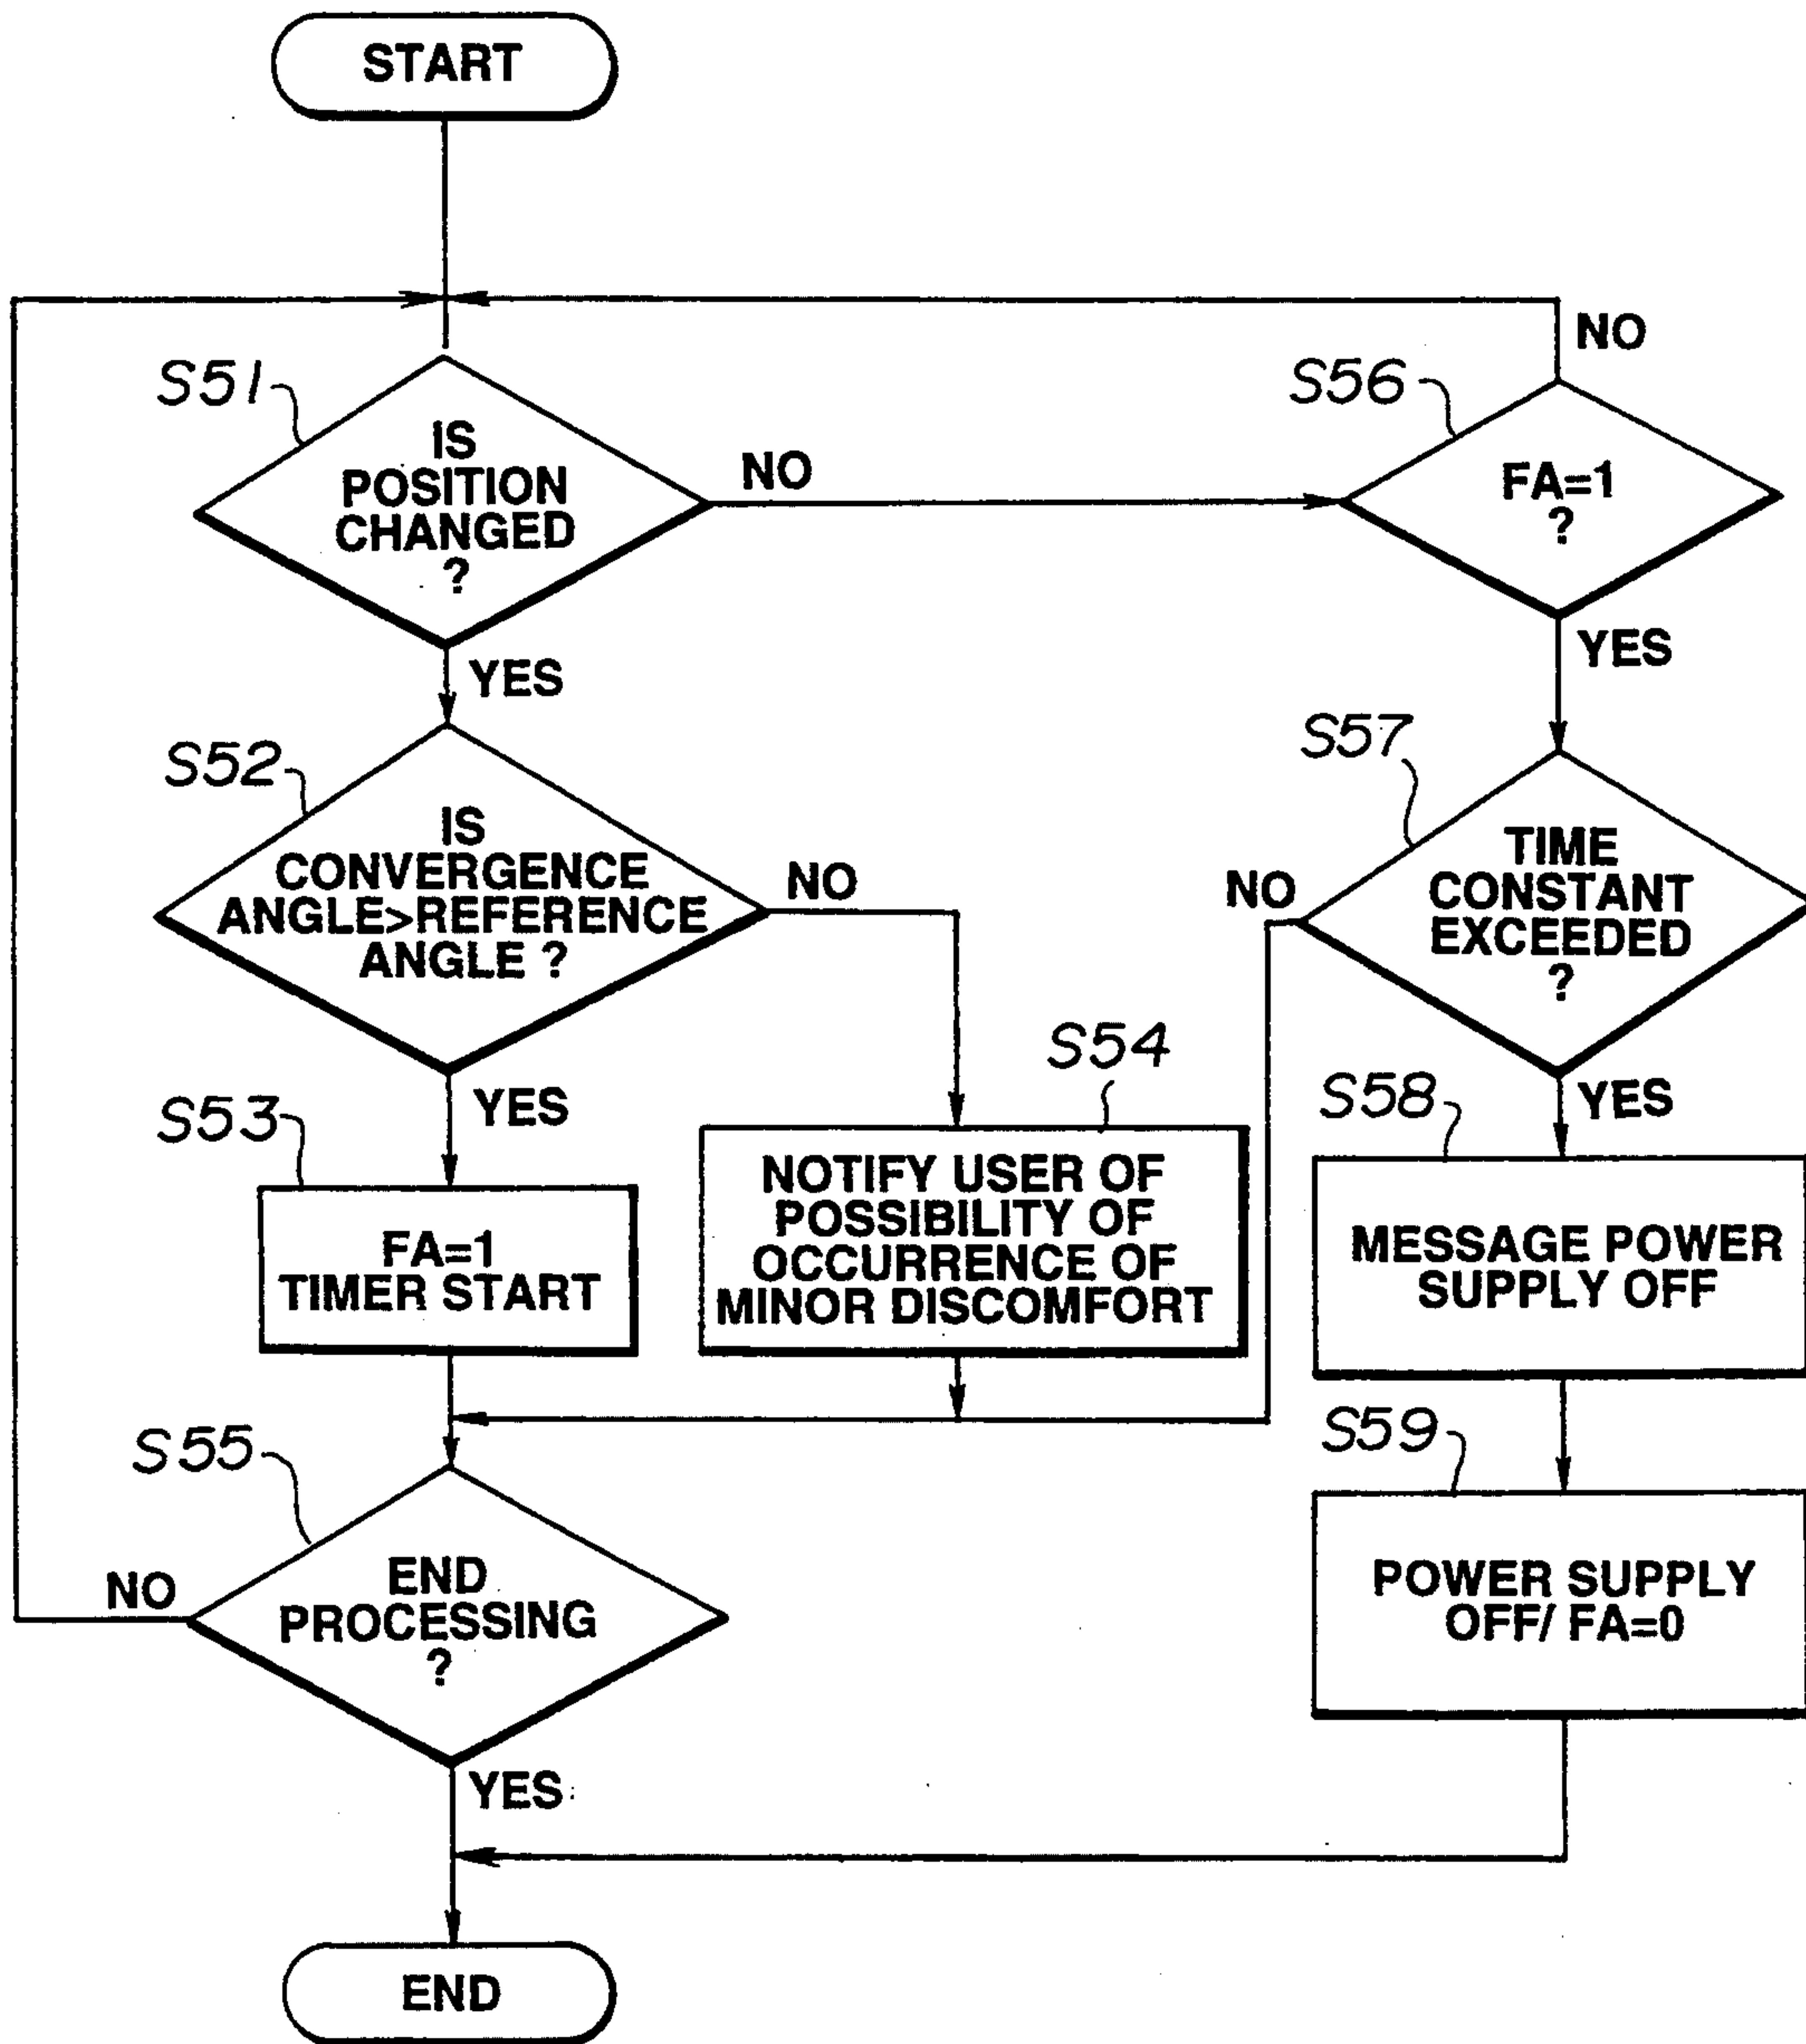 START
NO
S51
S56
IS
POSITION
CHANGED
?
NO
FA=1
?
YES
YES
S52
S57
IS
CONVERGENCE
ANGLE>REFERENCE
ANGLE ?
NO
NO
TIME
CONSTANT
EXCEEDED
?
S54
YES
S53
S58
YES
FA=1
TIMER START
NOTIFY USER OF
POSSIBILITY OF
OCCURRENCE OF
MINOR DISCOMFORT
MESSAGE POWER
SUPPLY OFF
S55
S59
NO
END
PROCESSING
?
POWER SUPPLY
OFF/ FA=0
YES
END